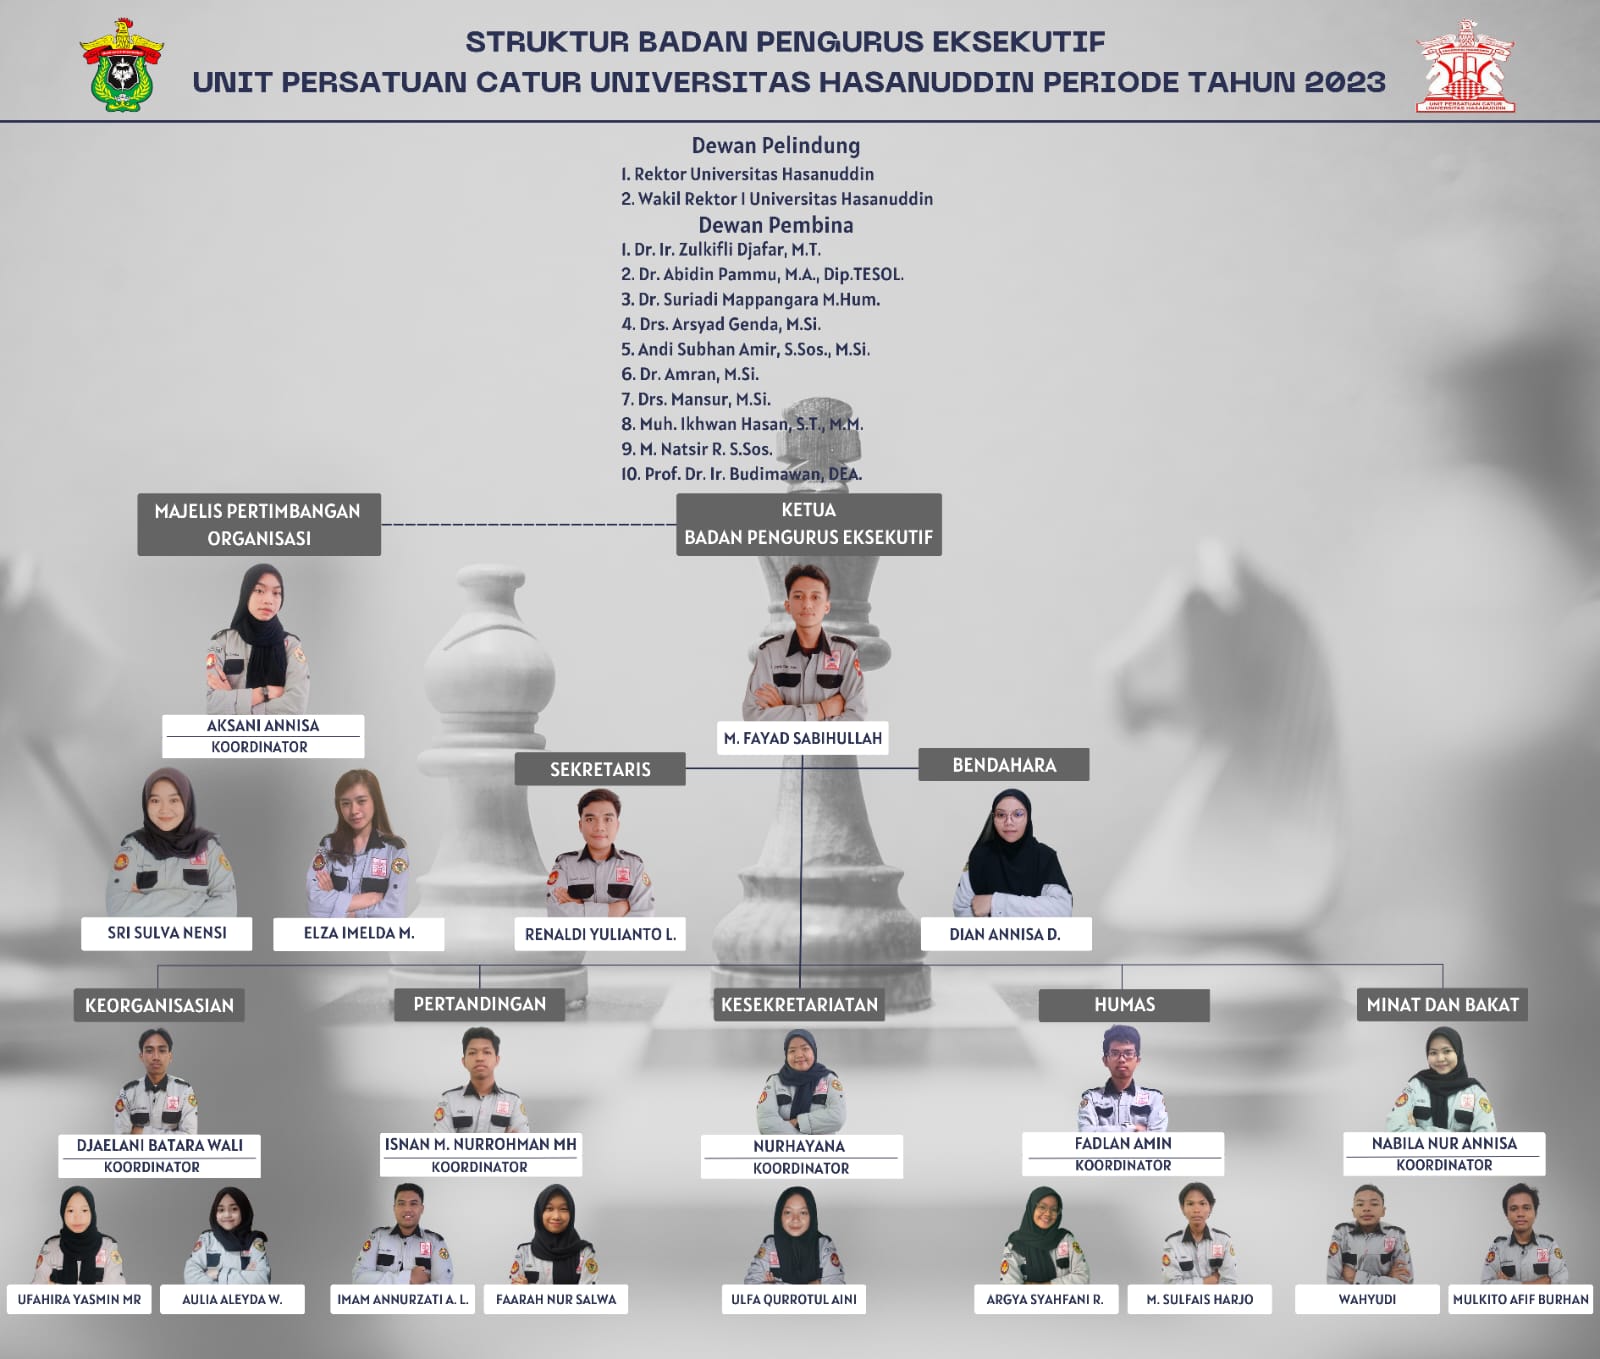 STRUKTUR BADAN PENGURUS EKSEKUTIF
UNIT PERSATUAN CATUR UNIVERSITAS HASANUDDIN PERIODE TAHUN 2023
UNIT PERSATUAN CATUR
UNIVERSITAS HASANUDDIN
Dewan Pelindung
1. Rektor Universitas Hasanuddin
2. Wakil Rektor I Universitas Hasanuddin
Dewan Pembina
1. Dr. Ir. Zulkifli Djafar, M.T.
2. Dr. Abidin Pammu, M.A., Dip.TESOL.
3. Dr. Suriadi Mappangara M.Hum.
4. Drs. Arsyad Genda, M.Si.
5. Andi Subhan Amir, S.Sos., M.Si.
6. Dr. Amran, M.Si.
7. Drs. Mansur, M.Si.
8. Muh. Ikhwan Hasan, S.T., M.M.
9. M. Natsir R. S.Sos.
10. Prof. Dr. Ir. Budimawan, DEA.
MAJELIS PERTIMBANGAN
ORGANISASI
KETUA
BADAN PENGURUS EKSEKUTIF
AKSANI ANNISA
KOORDINATOR
M. FAYAD SABIHULLAH
SEKRETARIS
BENDAHARA
SRI SULVA NENSI
ELZA IMELDA M.
RENALDI YULIANTO L.
DIAN ANNISA D.
KEORGANISASIAN
PERTANDINGAN
KESEKRETARIATAN
HUMAS
MINAT DAN BAKAT
DJAELANI BATARA WALI
KOORDINATOR
ISNAN M. NURROHMAN MH
KOORDINATOR
NURHAYANA
KOORDINATOR
FADLAN AMIN
KOORDINATOR
NABILA NUR ANNISA
KOORDINATOR
UFAHIRA YASMIN MR
AULIA ALEYDA W.
IMAM ANNURZATI A. L.
FAARAH NUR SALWA
ULFA QURROTUL AINI
ARGYA SYAHFANI R.
M. SULFAIS HARJO
WAHYUDI
MULKITO AFIF BURHAN